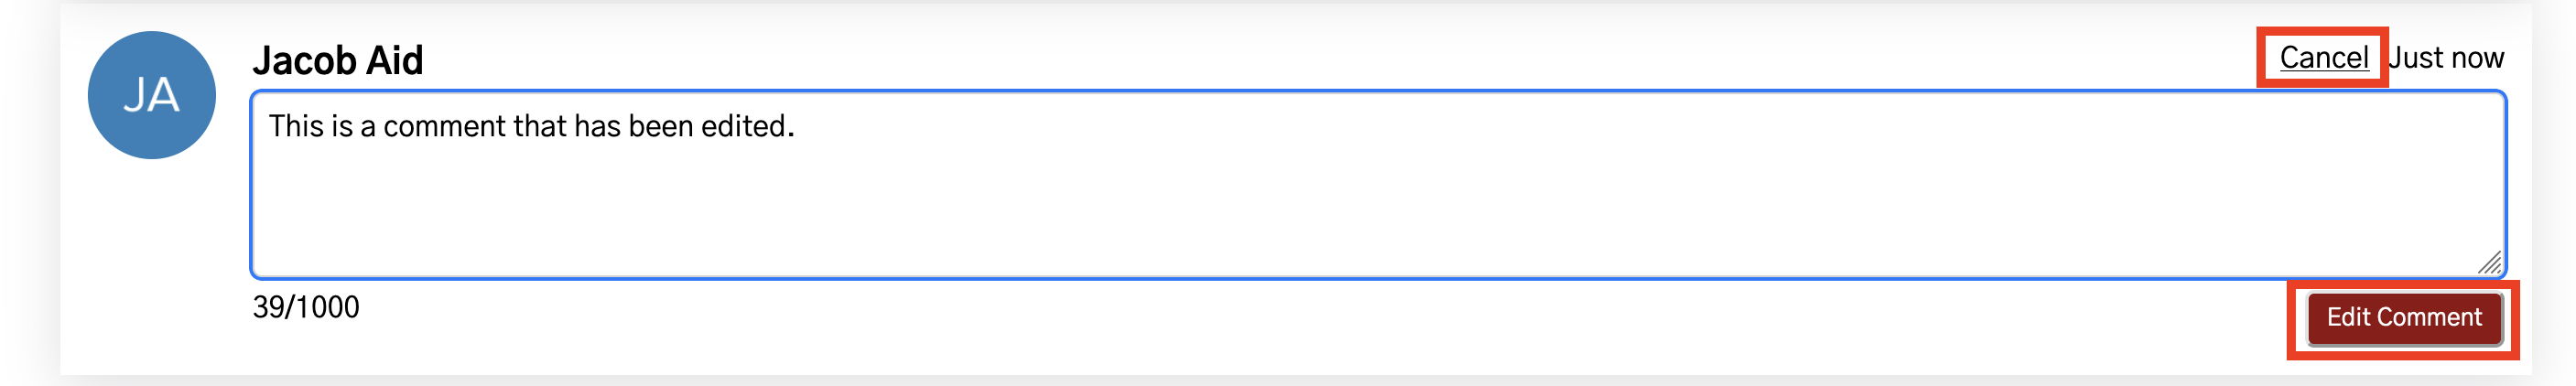 JA
Jacob Aid
Cancel Just now
This is a comment that has been edited.
39/1000
Edit Comment